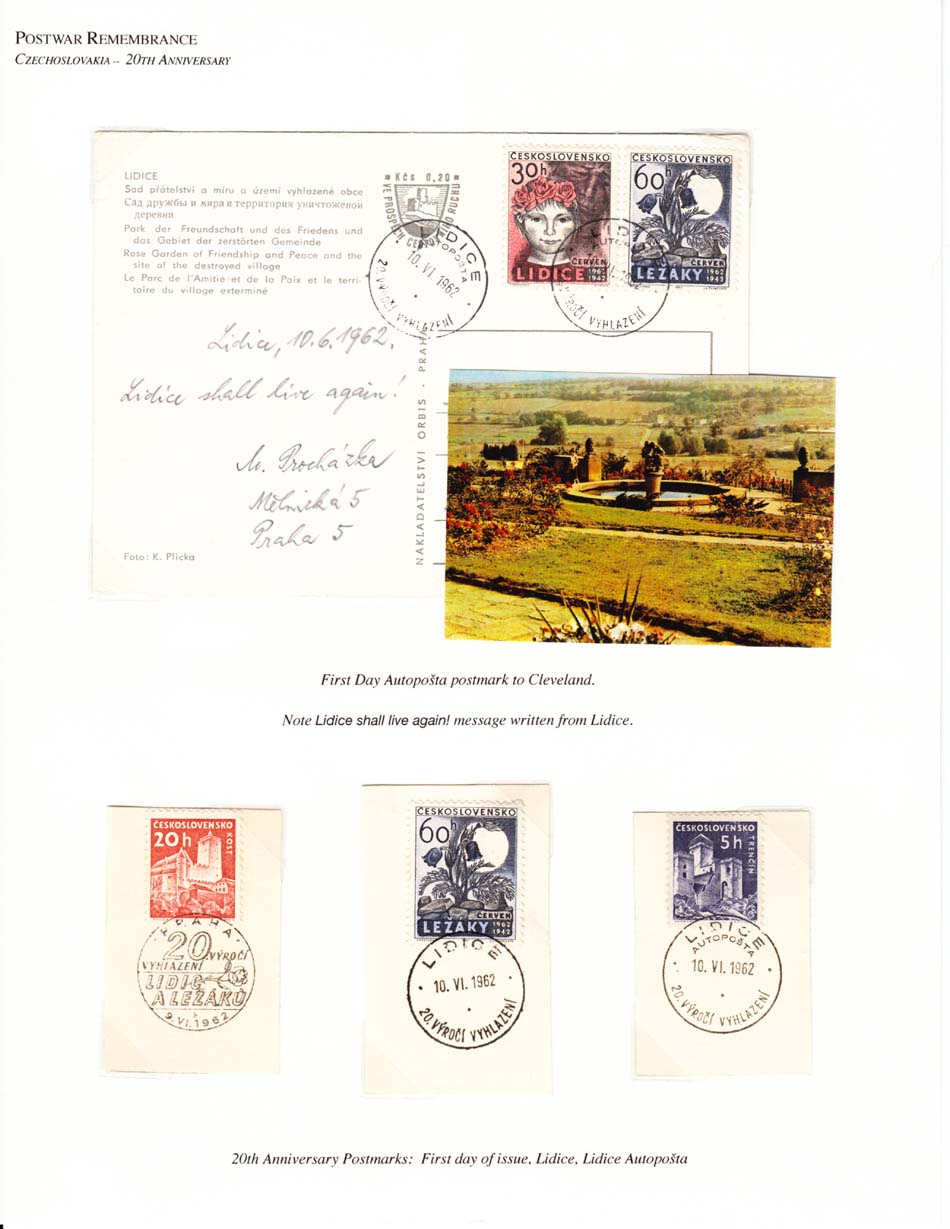 POSTWAR REMEMBRANCE
CZECHOSLOVAKIA -- 20TH ANNIVERSARY
LIDICE
Sad přátelství a míru a území vyhlazené obce
Сад дружбы и мира и территория уничтоженой
деревни
Park der Freundschaft und des Friedens und
das Gebiet der zerstörten Gemeinde
Rose Garden of Friendship and Peace and the
site of the destroyed village
Le Parc de l'Amitié et de la Paix et le terri-
toire du village exterminé
Kčs 0,20
VE PROSPĚCH CESTOVNÍHO RUCHU
LIDICE
AUTOPOŠTA
10. VI. 1962
20. VÝROČÍ VYHLAZENÍ
ČESKOSLOVENSKO
30h
ČERVEN
LIDICE 1962 1942
ČESKOSLOVENSKO
60h
ČERVEN
LEŽÁKY 1962 1942
LIDICE
VÝROČÍ VYHLAZENÍ
Lidice, 10.6.1962.
Lidice shall live again!
M. Procházka
Mělnická 5
Praha 5
Foto: K. Plicka
NAKLADATELSTVÍ ORBIS · PRAHA
First Day Autopošta postmark to Cleveland.
Note Lidice shall live again! message written from Lidice.
ČESKOSLOVENSKO
20h
KOST
PRAHA
20. VÝROČÍ
VYHLAZENÍ
LIDIC
A LEŽÁKŮ
9.VI.1962
ČESKOSLOVENSKO
60h
ČERVEN
LEŽÁKY 1962 1942
LIDICE
10. VI. 1962
20. VÝROČÍ VYHLAZENÍ
ČESKOSLOVENSKO
5h
TRENČÍN
LIDICE
AUTOPOŠTA
10. VI. 1962
20. VÝROČÍ VYHLAZENÍ
20th Anniversary Postmarks: First day of issue, Lidice, Lidice Autopošta